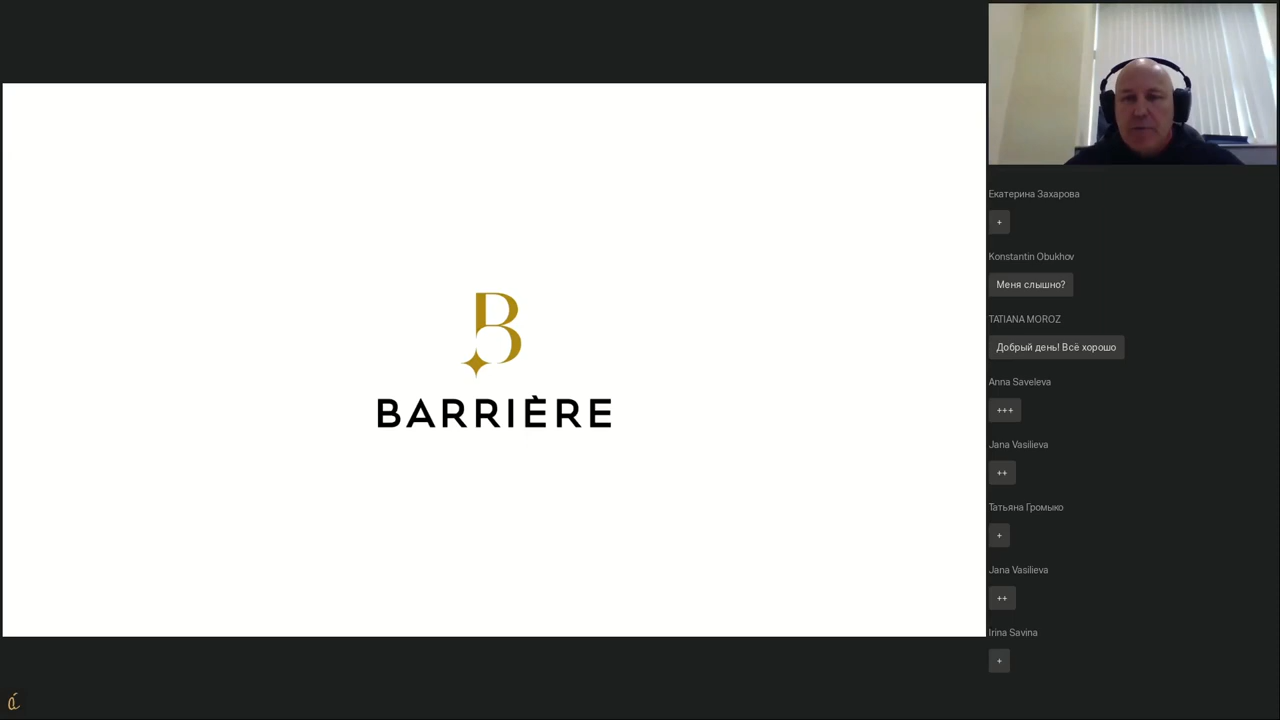 B
BARRIÈRE
Екатерина Захарова
+
Konstantin Obukhov
Меня слышно?
TATIANA MOROZ
Добрый день! Всё хорошо
Anna Saveleva
+++
Jana Vasilieva
++
Татьяна Громыко
+
Jana Vasilieva
++
Irina Savina
+
á